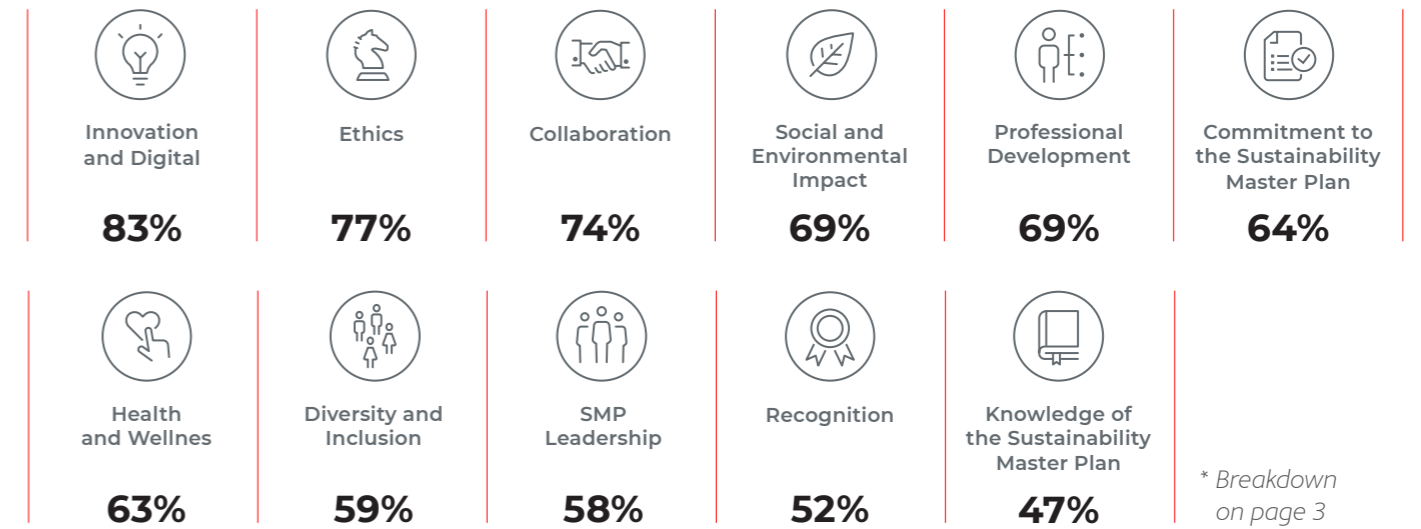 Innovation
and Digital
83%
Ethics
77%
Collaboration
74%
Social and
Environmental
Impact
69%
Professional
Development
69%
Commitment to
the Sustainability
Master Plan
64%
Health
and Wellnes
63%
Diversity and
Inclusion
59%
SMP
Leadership
58%
Recognition
52%
Knowledge of
the Sustainability
Master Plan
47%
* Breakdown
on page 3